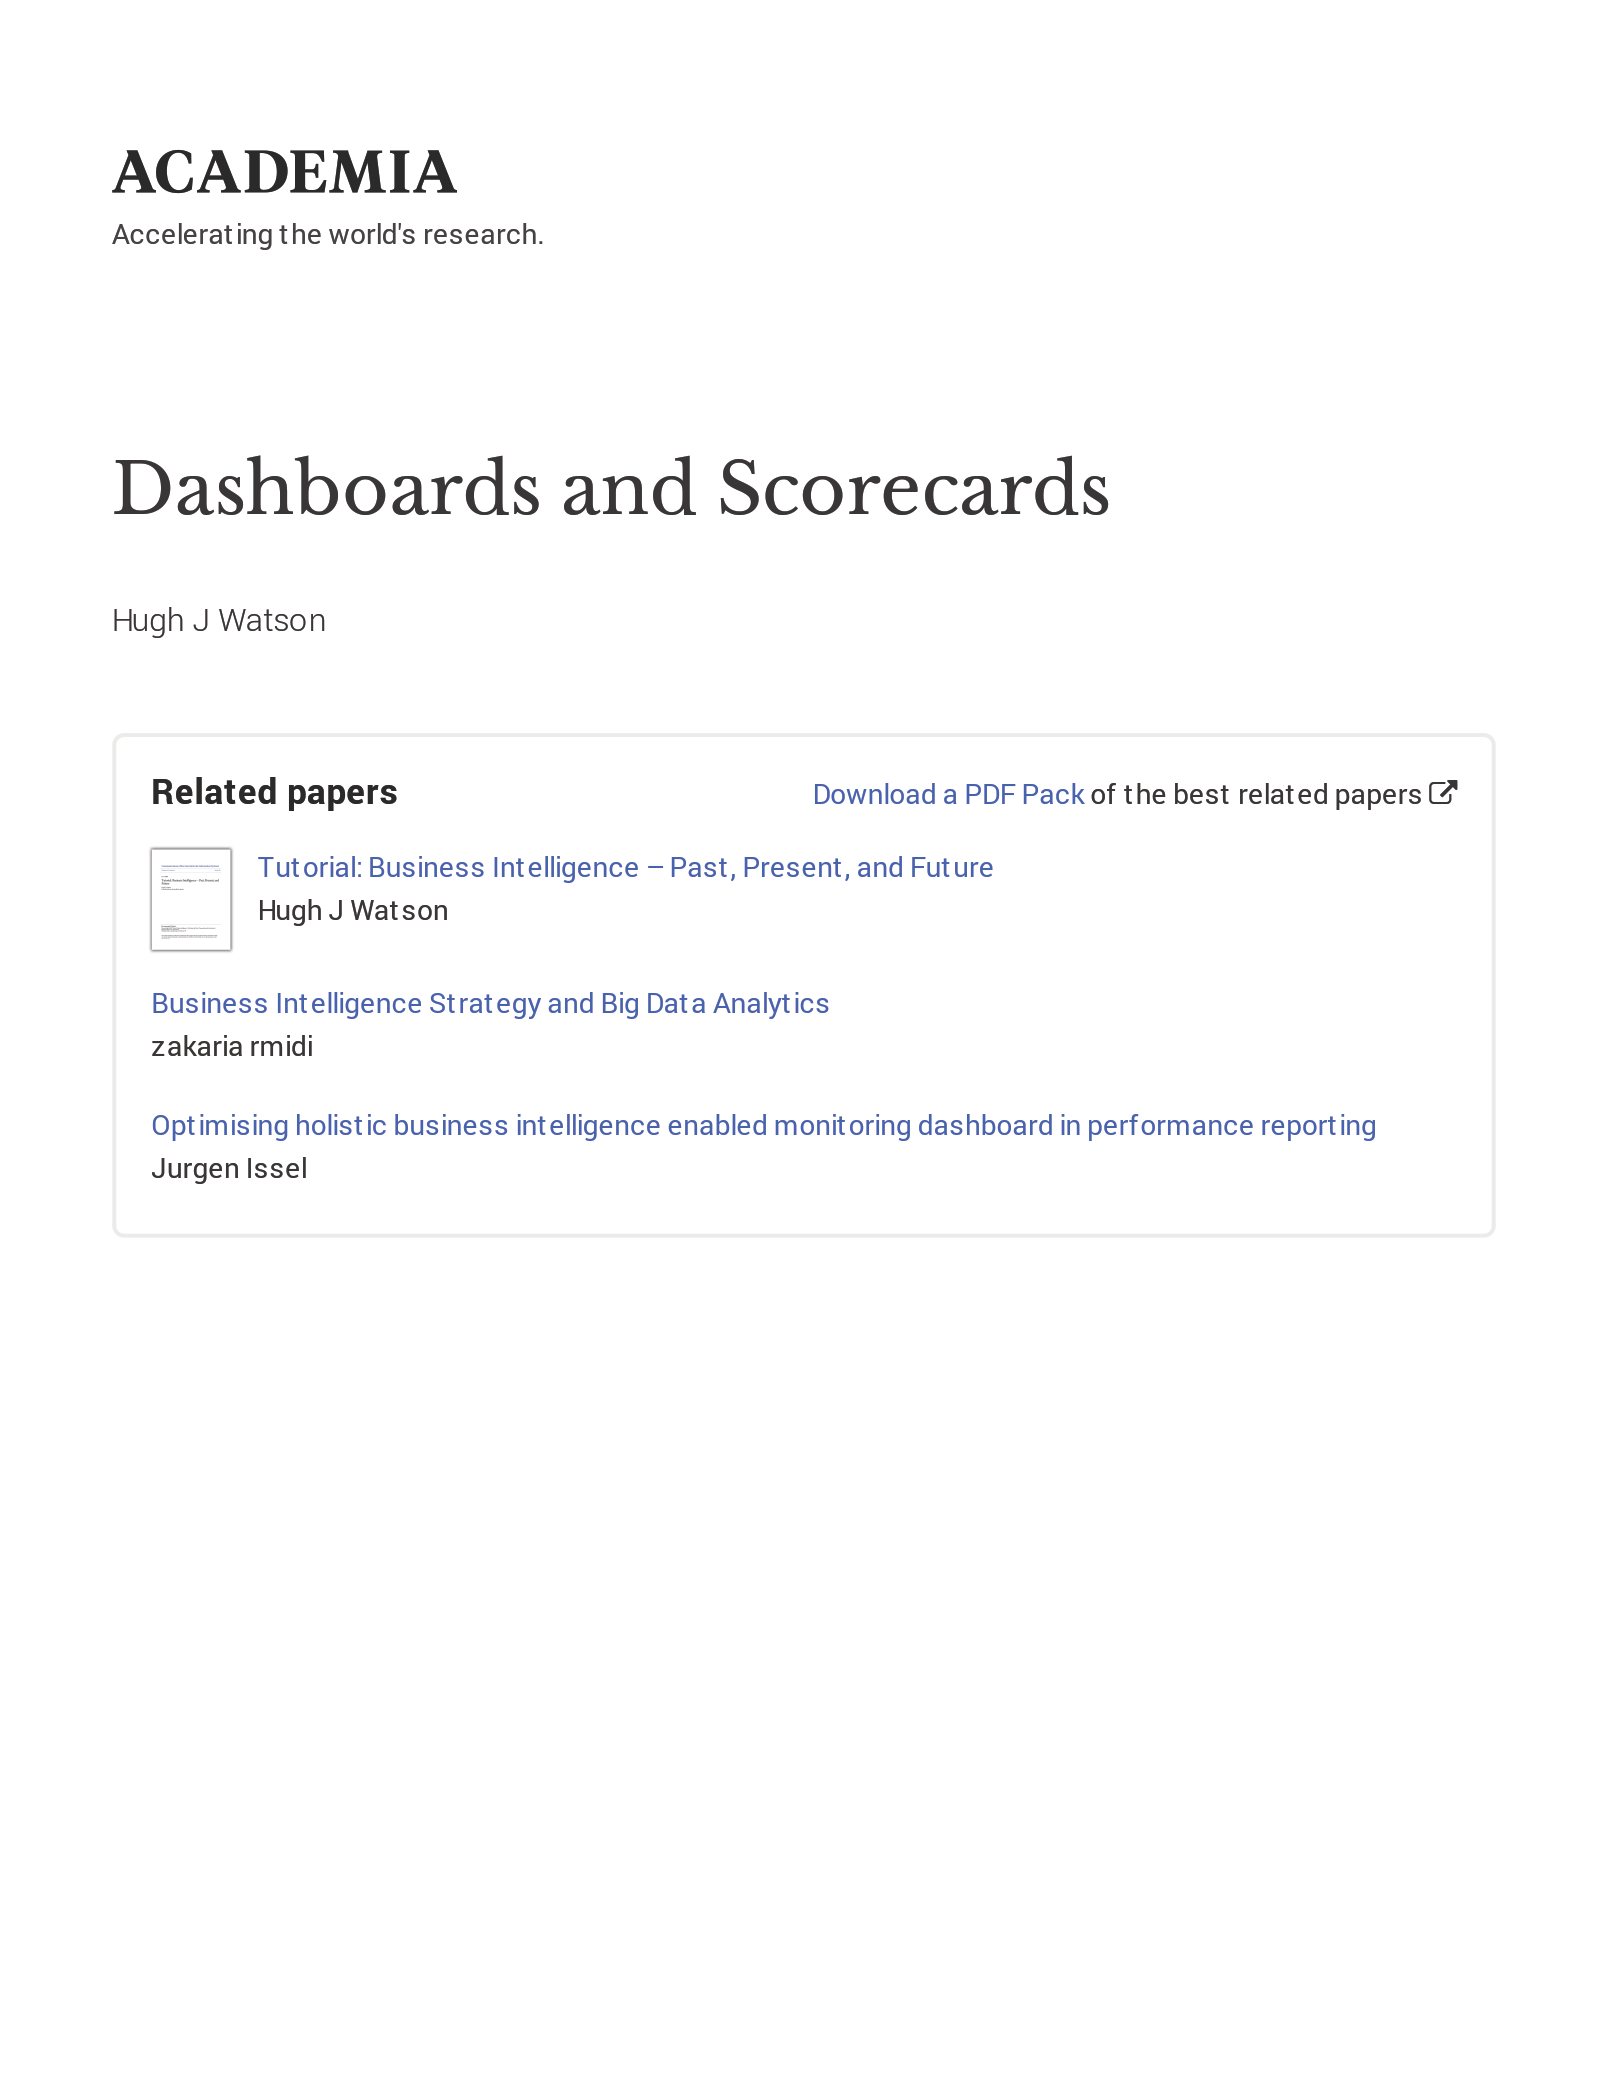 ACADEMIA
Accelerating the world's research.
Dashboards and Scorecards
Hugh J Watson
Related papers
Download a PDF Pack of the best related papers
Tutorial: Business Intelligence – Past, Present, and Future
Hugh J Watson
Business Intelligence Strategy and Big Data Analytics
zakaria rmidi
Optimising holistic business intelligence enabled monitoring dashboard in performance reporting
Jurgen Issel